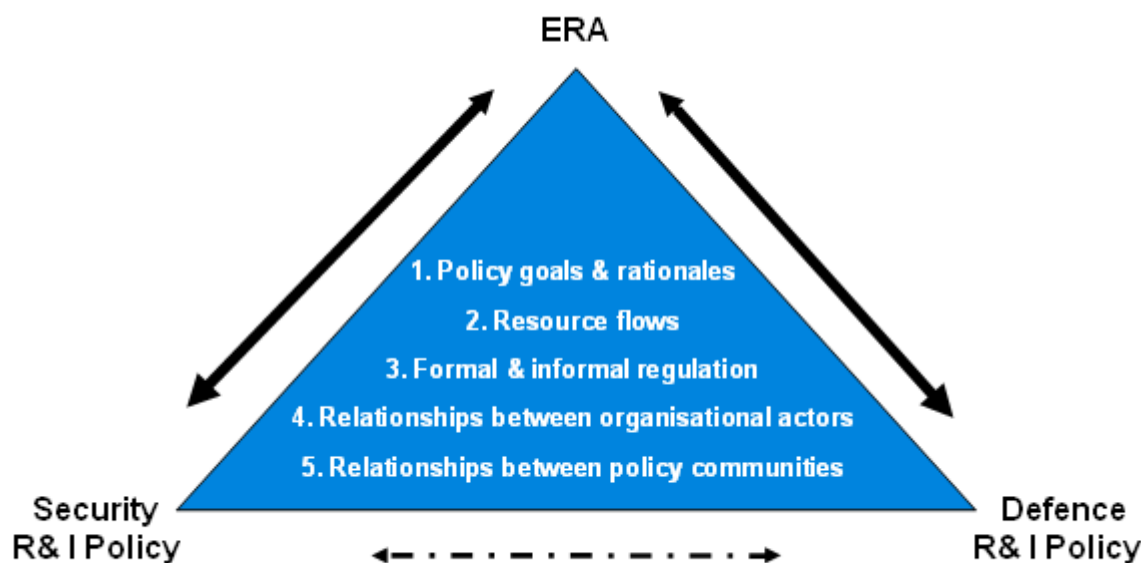 ERA
1. Policy goals & rationales
2. Resource flows
3. Formal & informal regulation
4. Relationships between organisational actors
5. Relationships between policy communities
Security
R& I Policy
Defence
R& I Policy